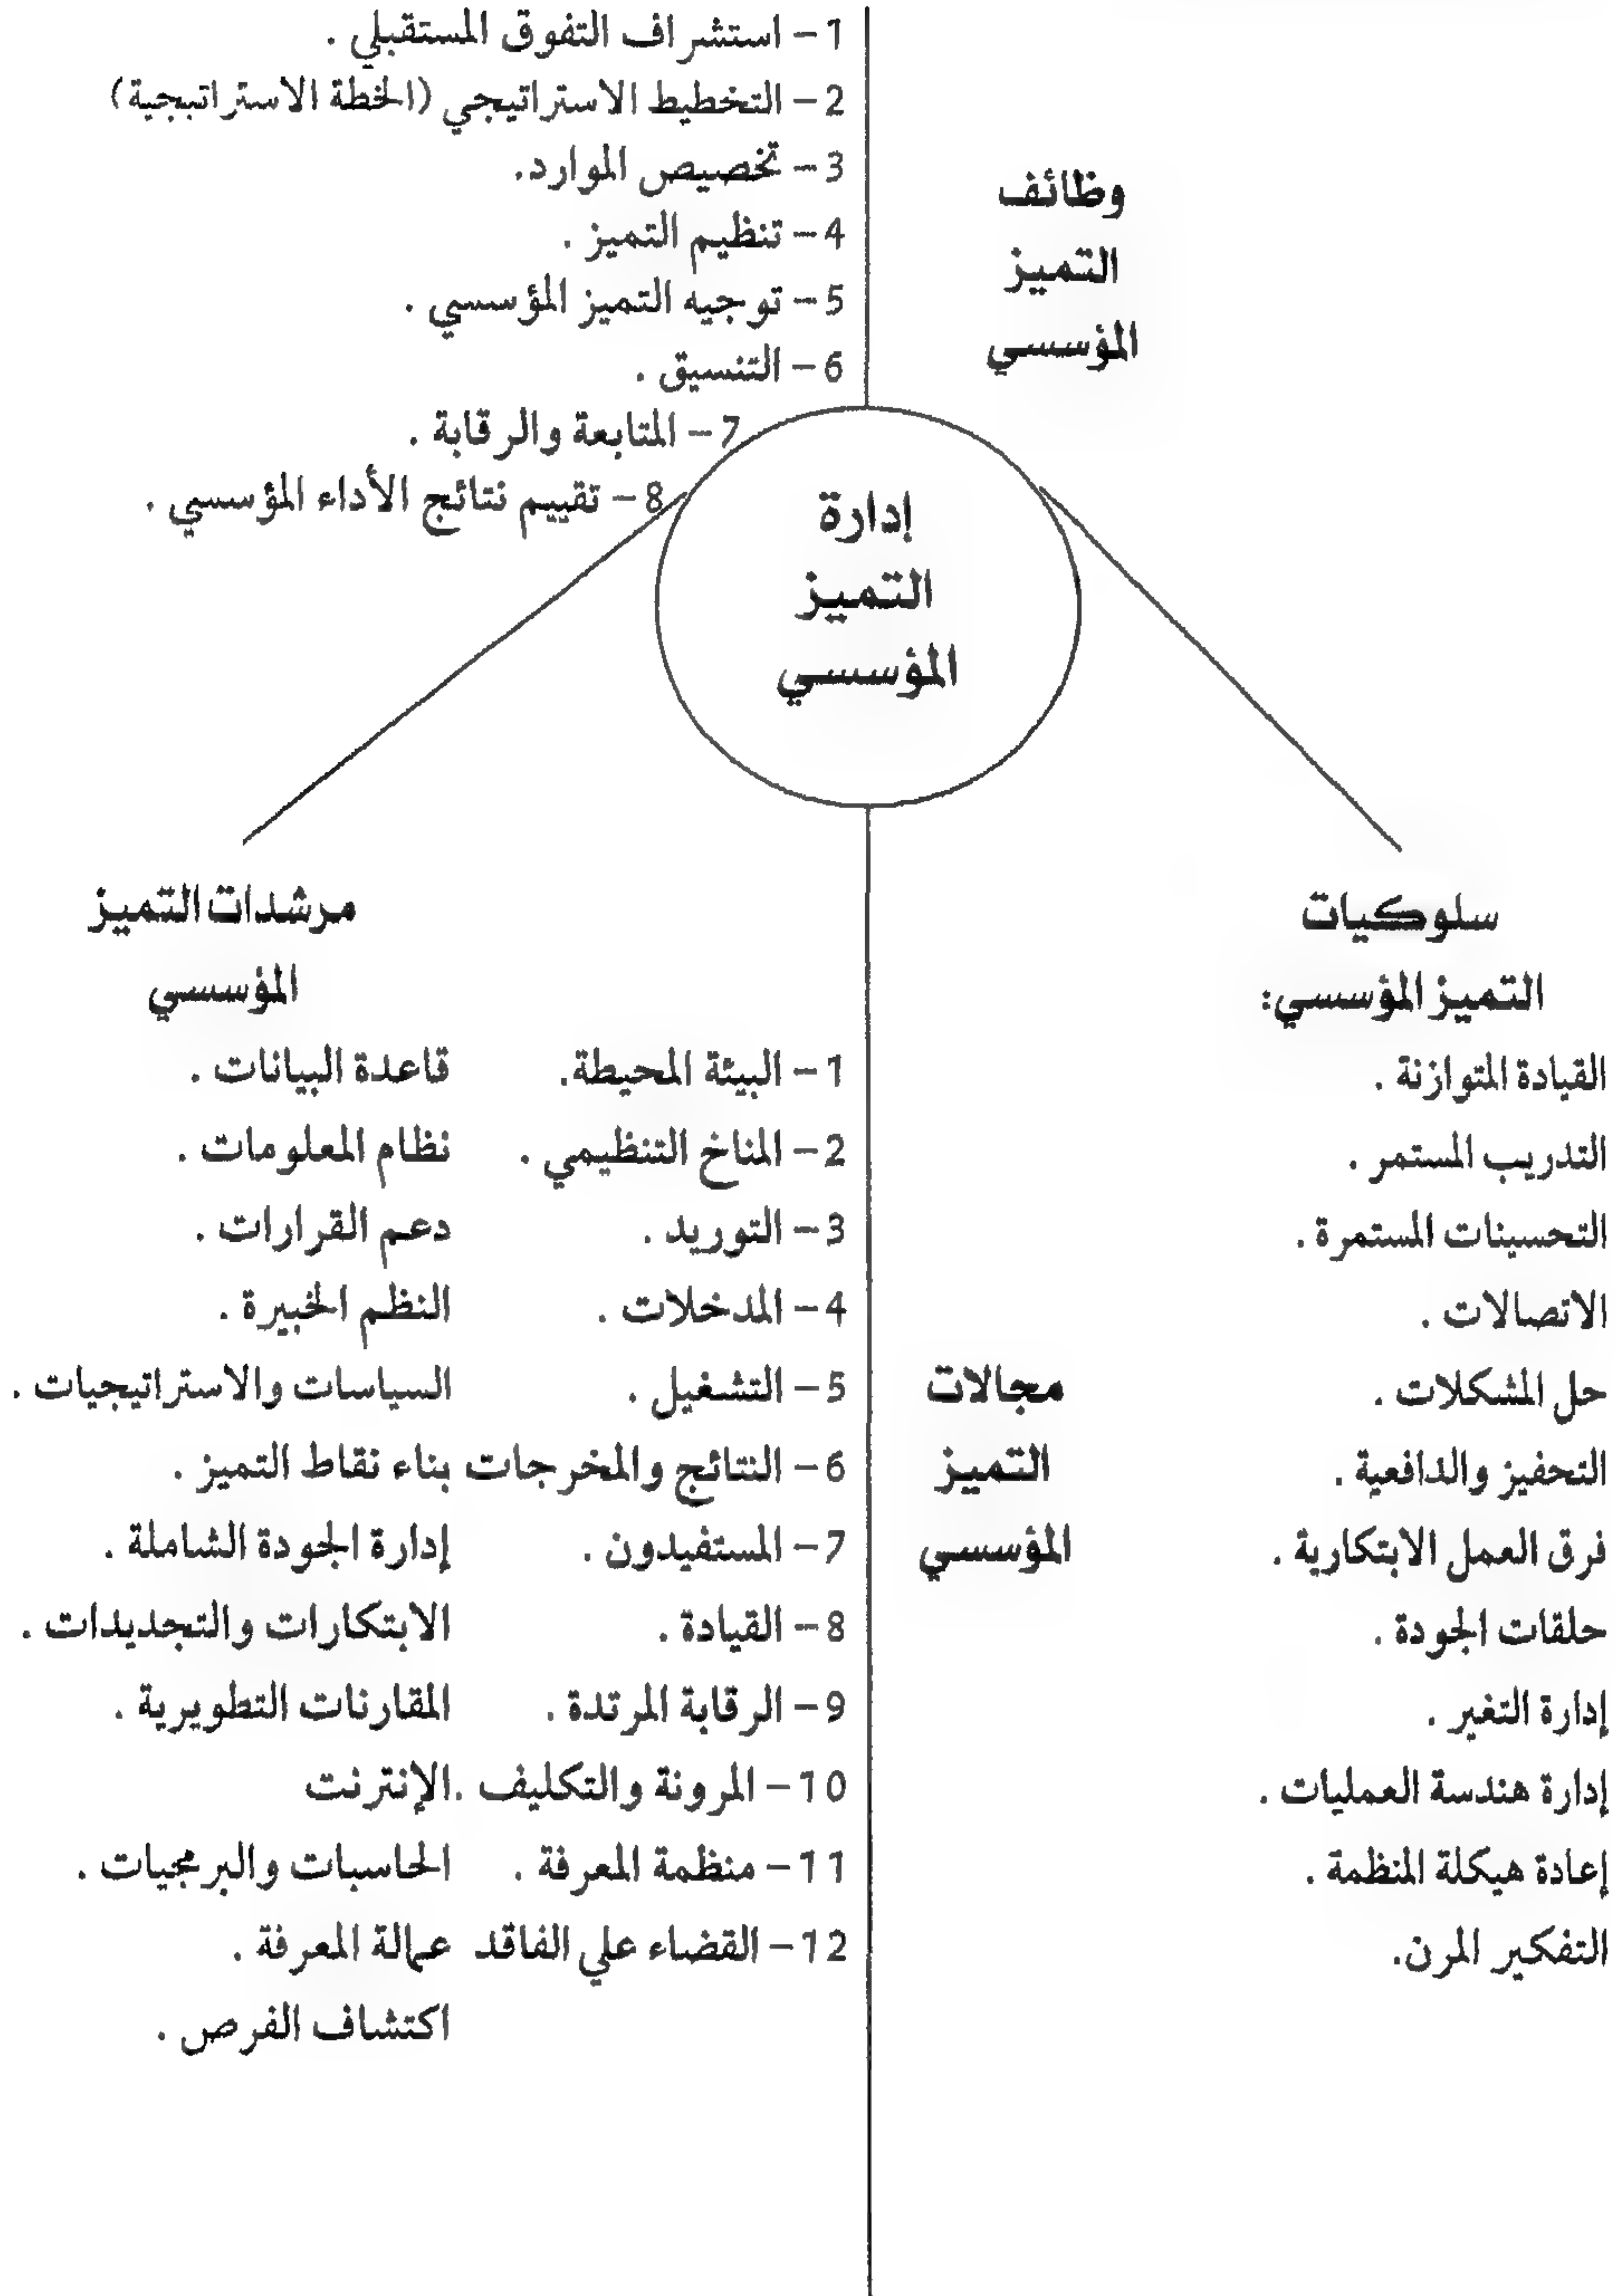 1– استشراف التفوق المستقبلي .
2– التخطيط الاستراتيجي (الخطة الاستراتيجية)
3– تخصيص الموارد.
4– تنظيم التميز .
5– توجيه التميز المؤسسي .
6– التنسيق .
7– المتابعة والرقابة .
8– تقييم نتائج الأداء المؤسسي .
وظائف
التميز
المؤسسي
إدارة
التميز
المؤسسي
سلوكيات
التميز المؤسسي:
القيادة المتوازنة .
التدريب المستمر .
التحسينات المستمرة .
الاتصالات .
حل المشكلات .
التحفيز والدافعية .
فرق العمل الابتكارية .
حلقات الجودة .
إدارة التغير .
إدارة هندسة العمليات .
إعادة هيكلة المنظمة .
التفكير المرن.
مجالات
التميز
المؤسسي
1– البيئة المحيطة.
2– المناخ التنظيمي .
3– التوريد .
4– المدخلات .
5– التشغيل .
6– النتائج والمخرجات
7– المستفيدون .
8– القيادة .
9– الرقابة المرتدة .
10– المرونة والتكليف .
11– منظمة المعرفة .
12– القضاء علي الفاقد
مرشدات التميز
المؤسسي
قاعدة البيانات .
نظام المعلومات .
دعم القرارات .
النظم الخبيرة .
السياسات والاستراتيجيات .
بناء نقاط التميز .
إدارة الجودة الشاملة .
الابتكارات والتجديدات .
المقارنات التطويرية .
الإنترنت
الحاسبات والبرمجيات .
عمالة المعرفة .
اكتشاف الفرص .